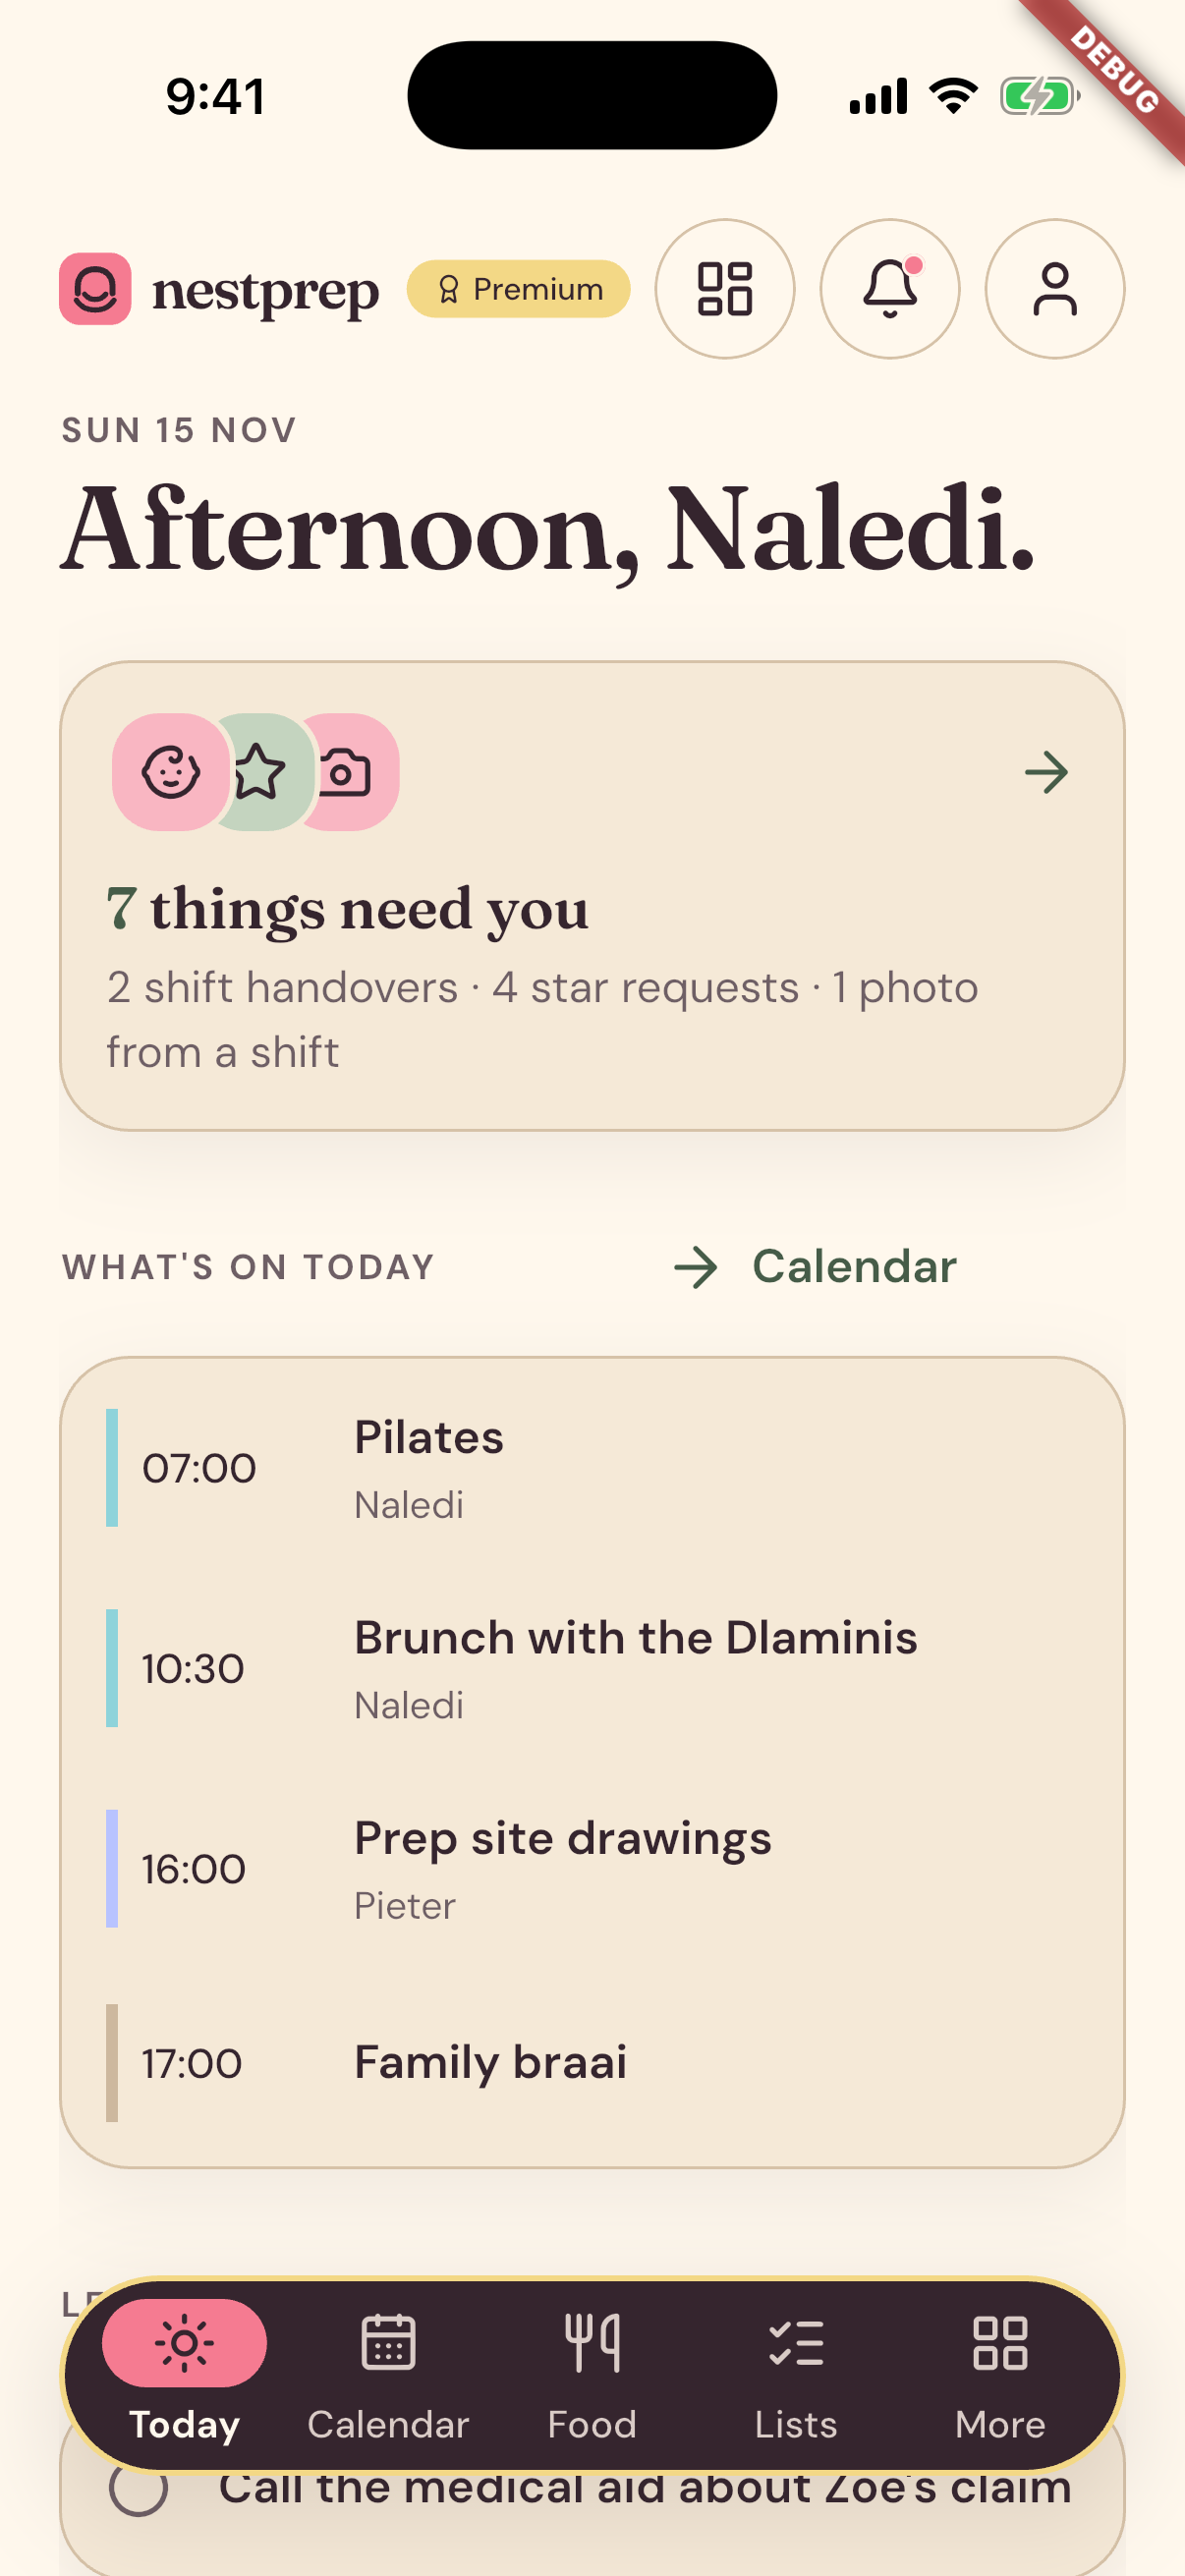 9:41
DEBUG
nestprep
Premium
SUN 15 NOV
Afternoon, Naledi.
7 things need you
2 shift handovers · 4 star requests · 1 photo
from a shift
WHAT'S ON TODAY
Calendar
07:00
Pilates
Naledi
10:30
Brunch with the Dlaminis
Naledi
16:00
Prep site drawings
Pieter
17:00
Family braai
Today
Calendar
Food
Lists
More
Call the medical aid about Zoe's claim